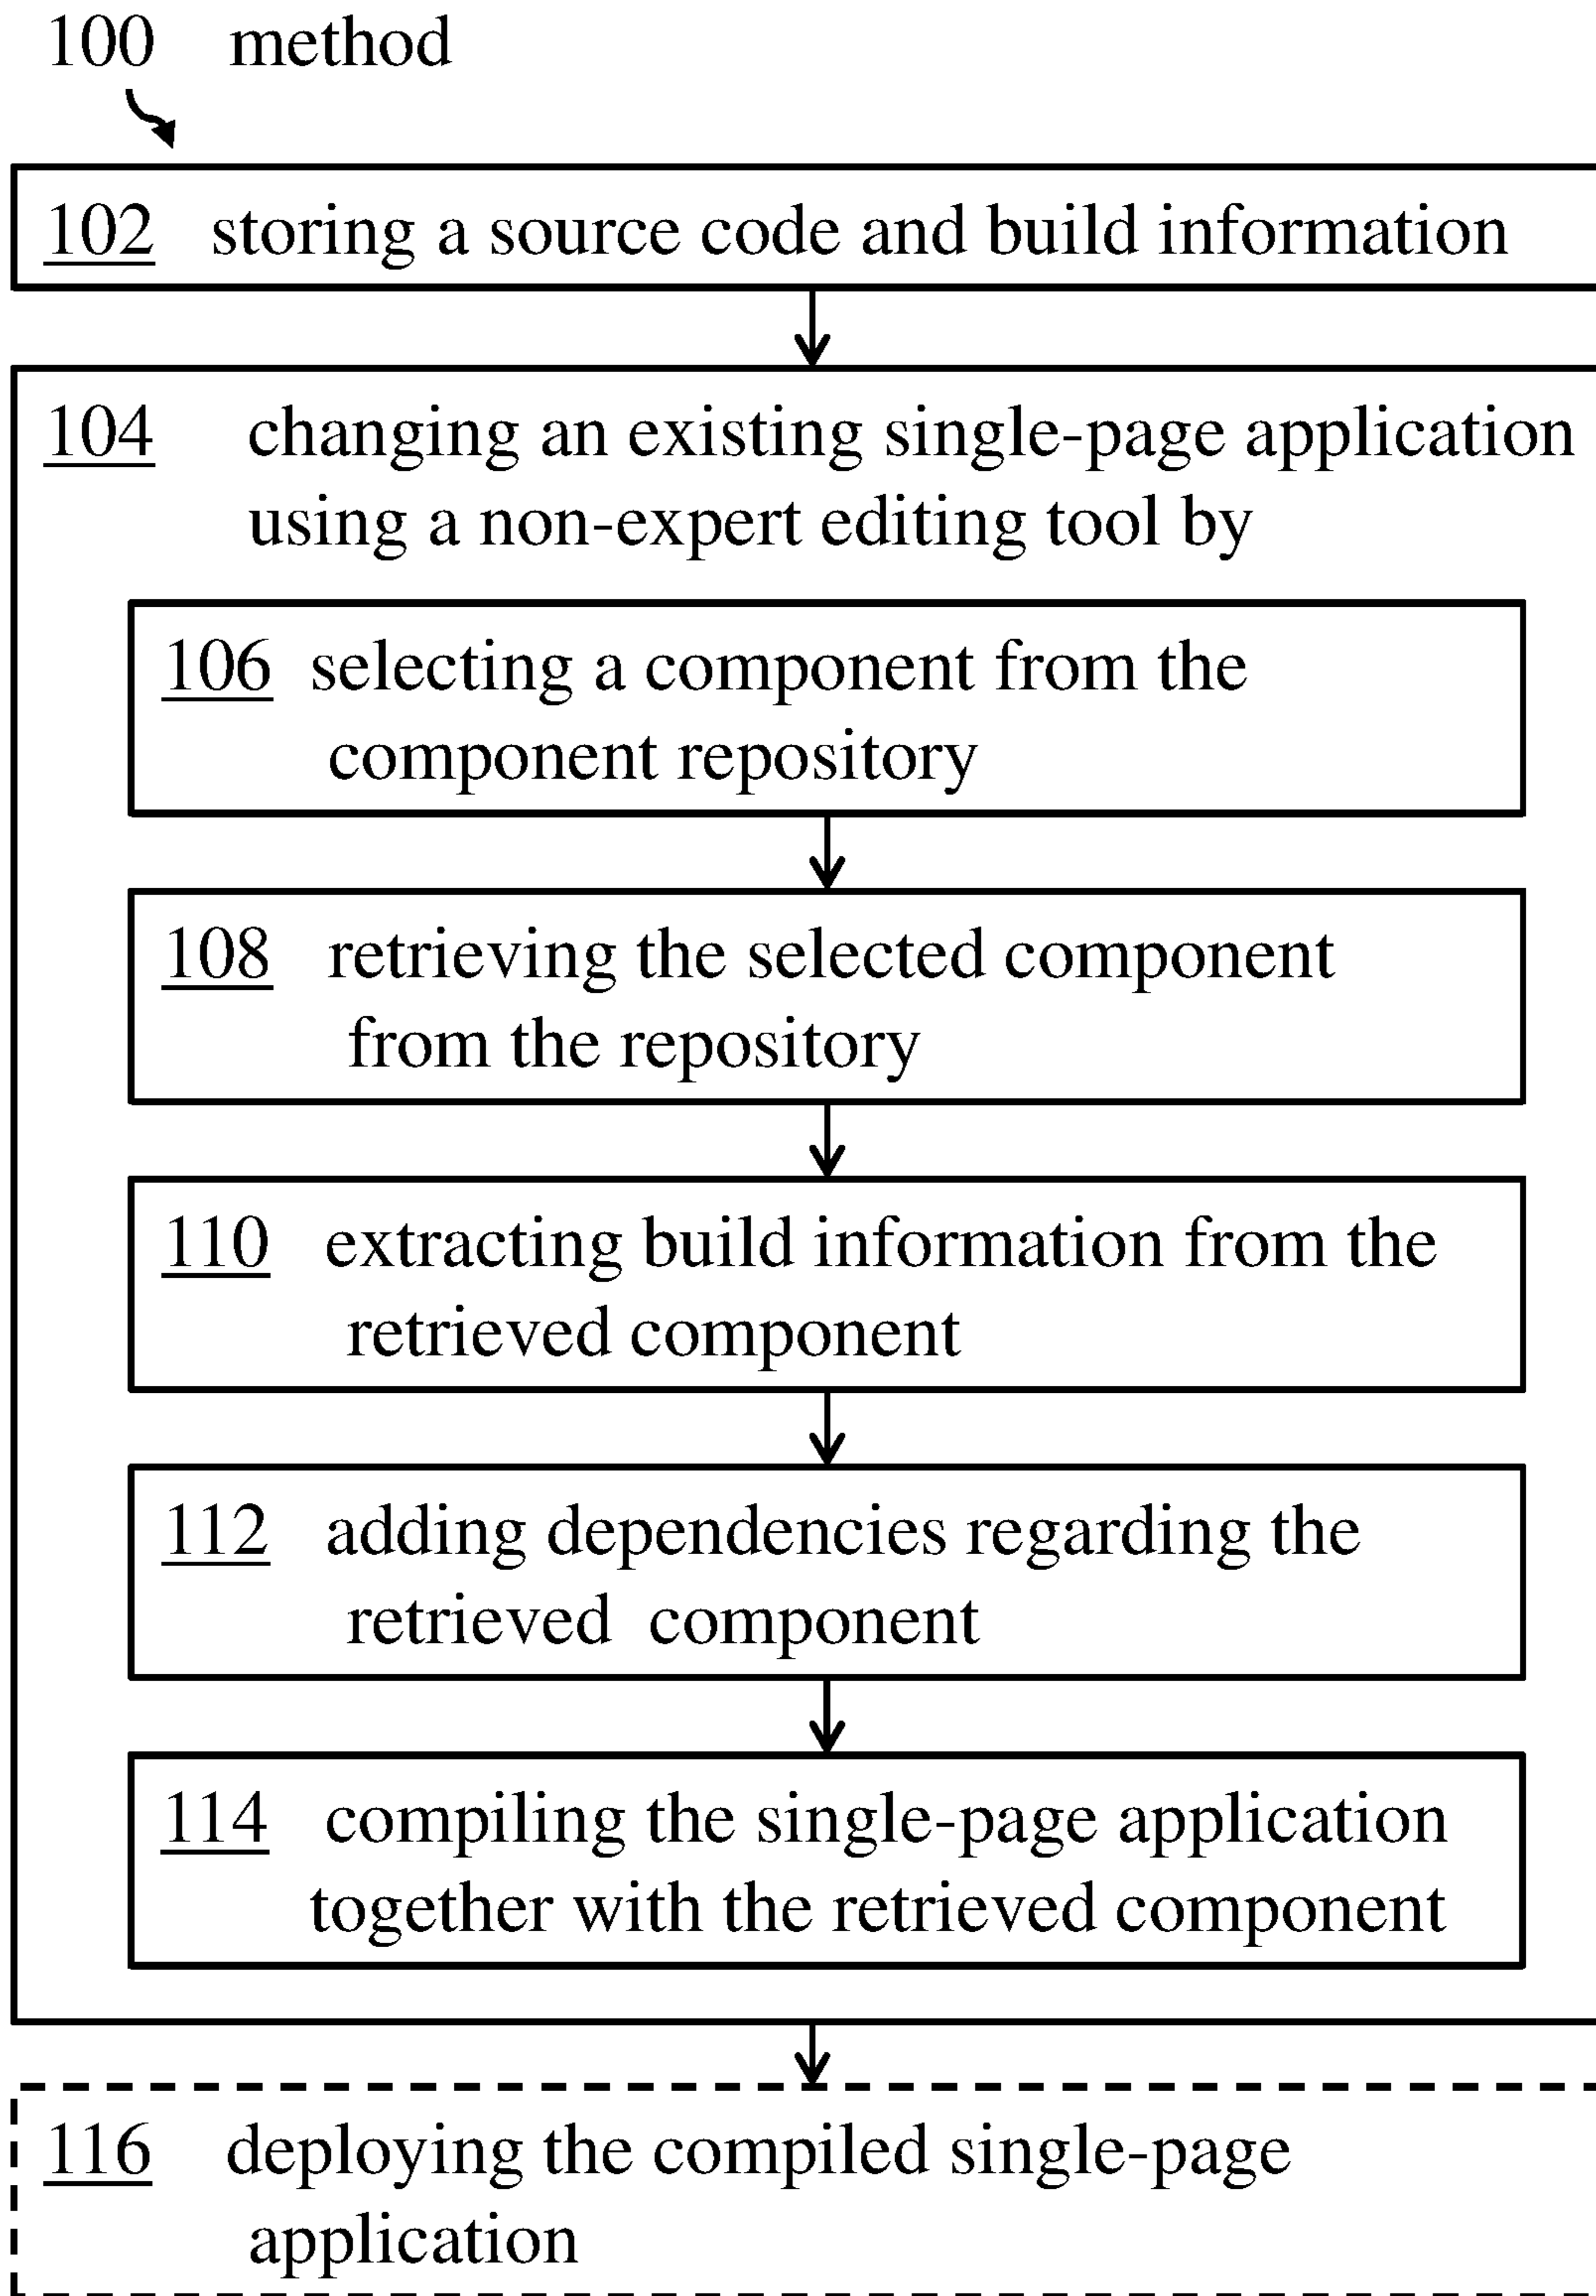 100 method
102 storing a source code and build information
104 changing an existing single-page application
using a non-expert editing tool by
106 selecting a component from the
component repository
108 retrieving the selected component
from the repository
110 extracting build information from the
retrieved component
112 adding dependencies regarding the
retrieved component
114 compiling the single-page application
together with the retrieved component
116 deploying the compiled single-page
application